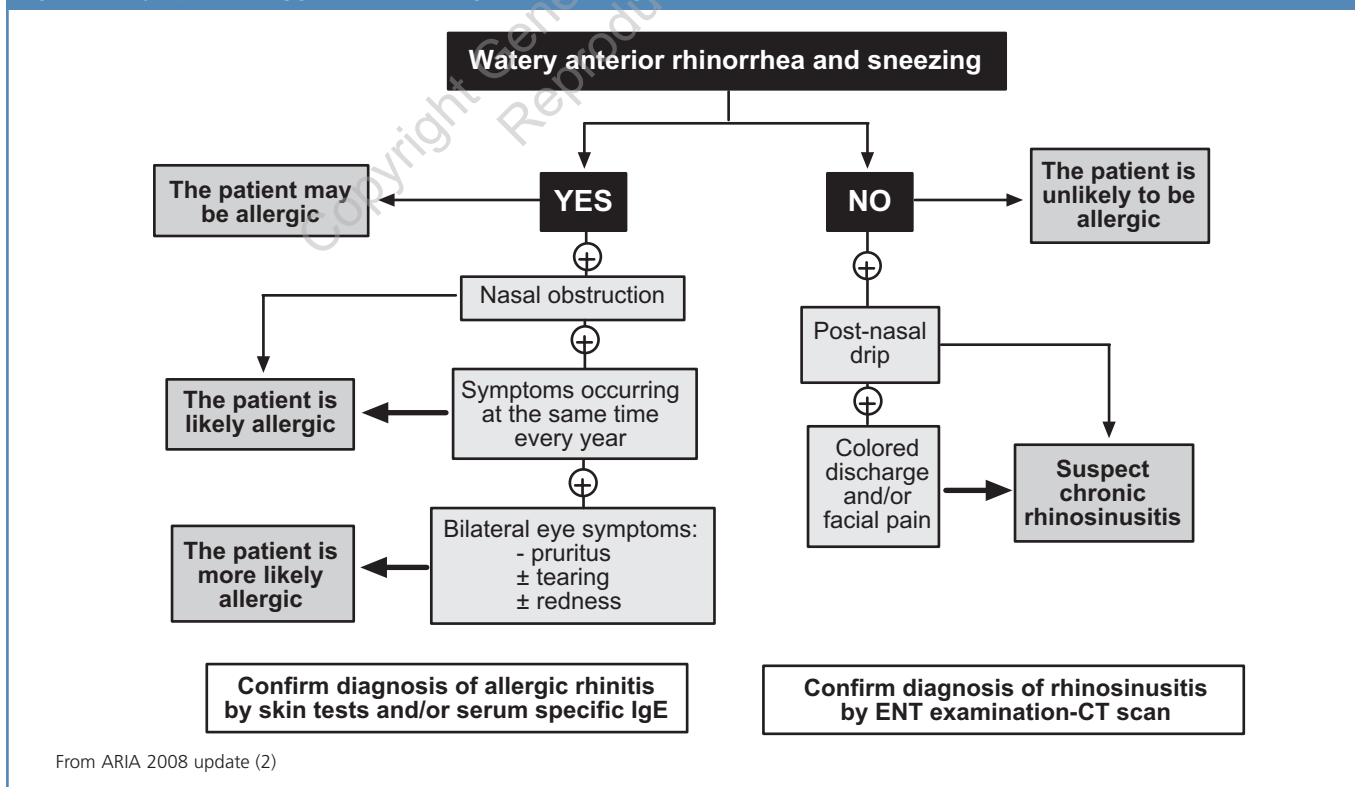 Watery anterior rhinorrhea and sneezing
The patient may
be allergic
YES
NO
The patient is
unlikely to be
allergic
+
Nasal obstruction
+
Post-nasal
drip
+
The patient is
likely allergic
Symptoms occurring
at the same time
every year
+
Colored
discharge
and/or
facial pain
Suspect
chronic
rhinosinusitis
+
The patient is
more likely
allergic
Bilateral eye symptoms:
- pruritus
± tearing
± redness
Confirm diagnosis of allergic rhinitis
by skin tests and/or serum specific IgE
Confirm diagnosis of rhinosinusitis
by ENT examination-CT scan
From ARIA 2008 update (2)
Copyright